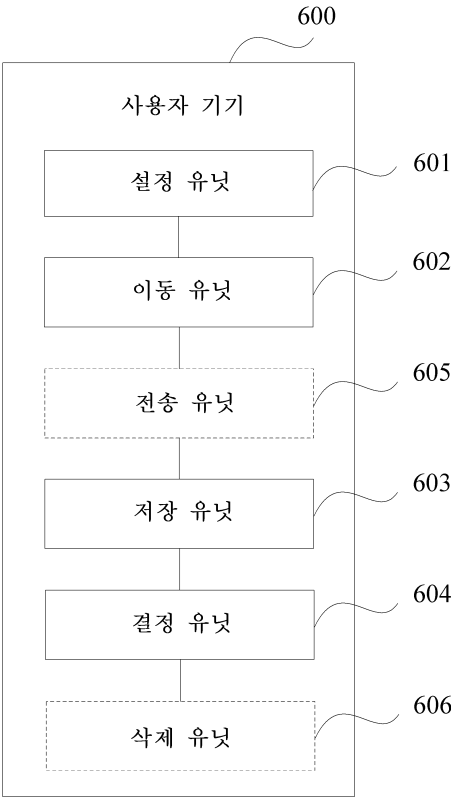 600
사용자 기기
설정 유닛
601
이동 유닛
602
전송 유닛
605
저장 유닛
603
결정 유닛
604
삭제 유닛
606